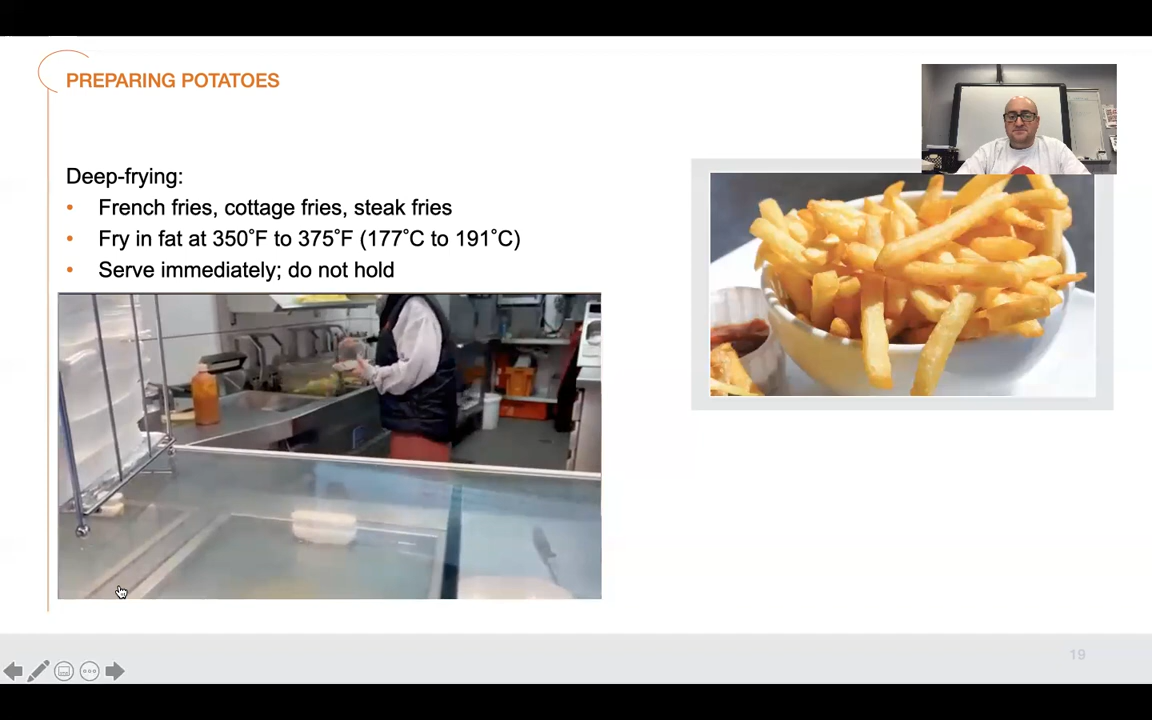 PREPARING POTATOES
Deep-frying:
• French fries, cottage fries, steak fries
• Fry in fat at 350˚F to 375˚F (177˚C to 191˚C)
• Serve immediately; do not hold
19